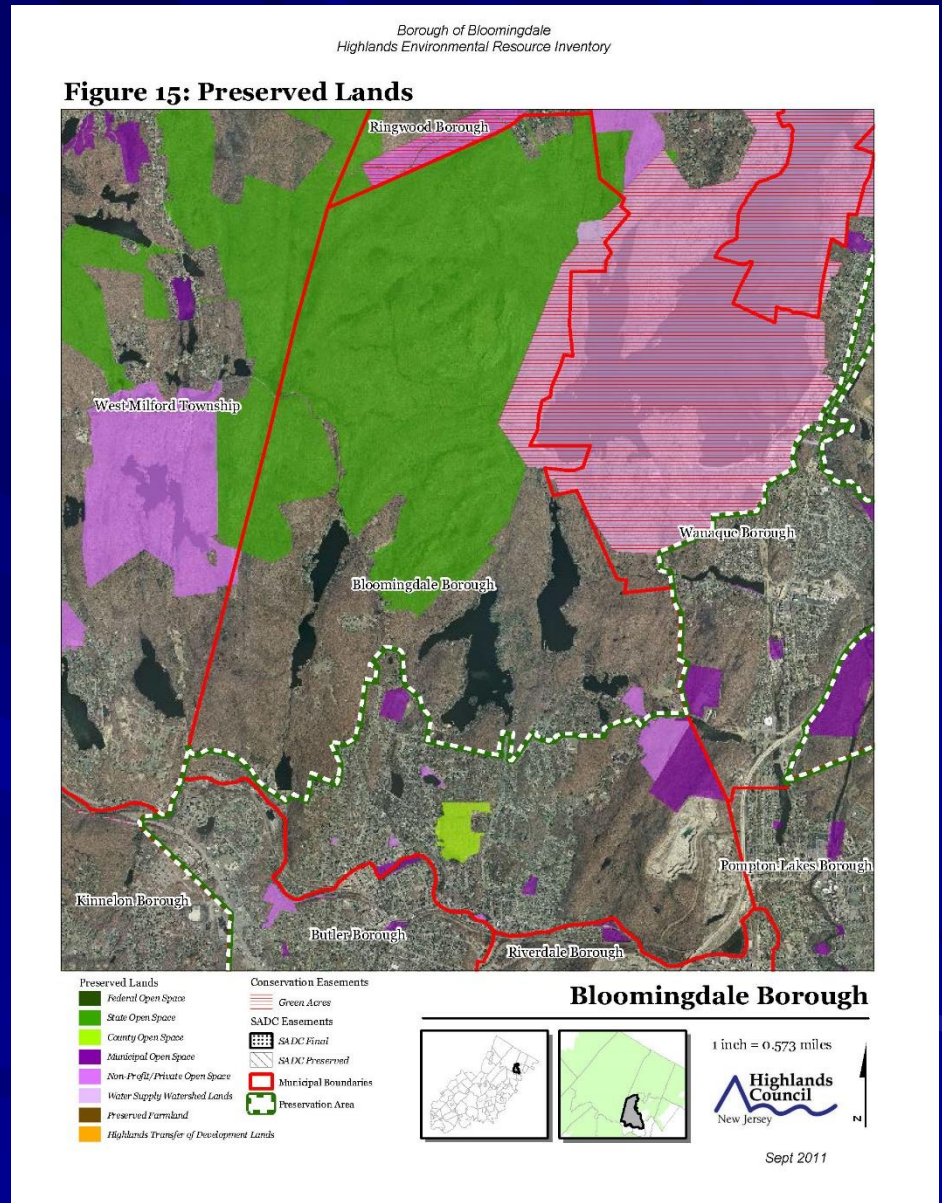 Borough of Bloomingdale
Highlands Environmental Resource Inventory
Figure 15: Preserved Lands
Ringwood Borough
West Milford Township
Wanaque Borough
Bloomingdale Borough
Pompton Lakes Borough
Kinnelon Borough
Butler Borough
Riverdale Borough
Preserved Lands
Federal Open Space
State Open Space
County Open Space
Municipal Open Space
Non-Profit/Private Open Space
Water Supply Watershed Lands
Preserved Farmland
Highlands Transfer of Development Lands
Conservation Easements
Green Acres
SADC Easements
SADC Final
SADC Preserved
Municipal Boundaries
Preservation Area
Bloomingdale Borough
1 inch = 0.573 miles
Highlands
Council
New Jersey
N
Sept 2011